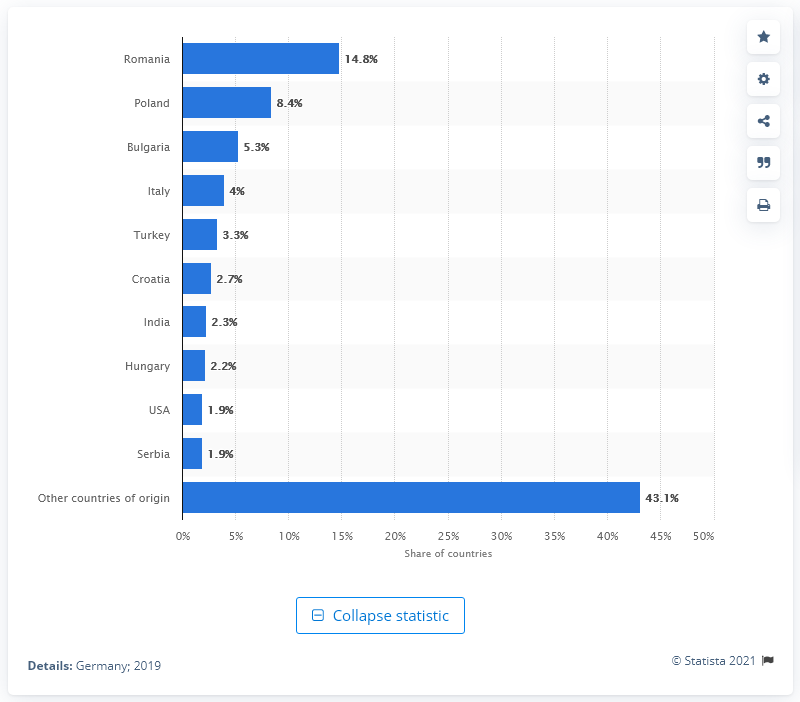 Romania 14.8%
Poland 8.4%
Bulgaria 5.3%
Italy 4%
Turkey 3.3%
Croatia 2.7%
India 2.3%
Hungary 2.2%
USA 1.9%
Serbia 1.9%
Other countries of origin 43.1%
0% 5% 10% 15% 20% 25% 30% 35% 40% 45% 50%
Share of countries
Collapse statistic
Details: Germany; 2019
© Statista 2021